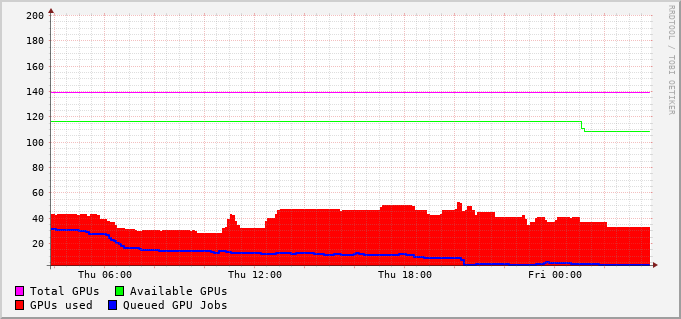 200
180
160
140
120
100
80
60
40
20
Thu 06:00 Thu 12:00 Thu 18:00 Fri 00:00
Total GPUs Available GPUs
GPUs used Queued GPU Jobs
RRDTOOL / TOBI OETIKER